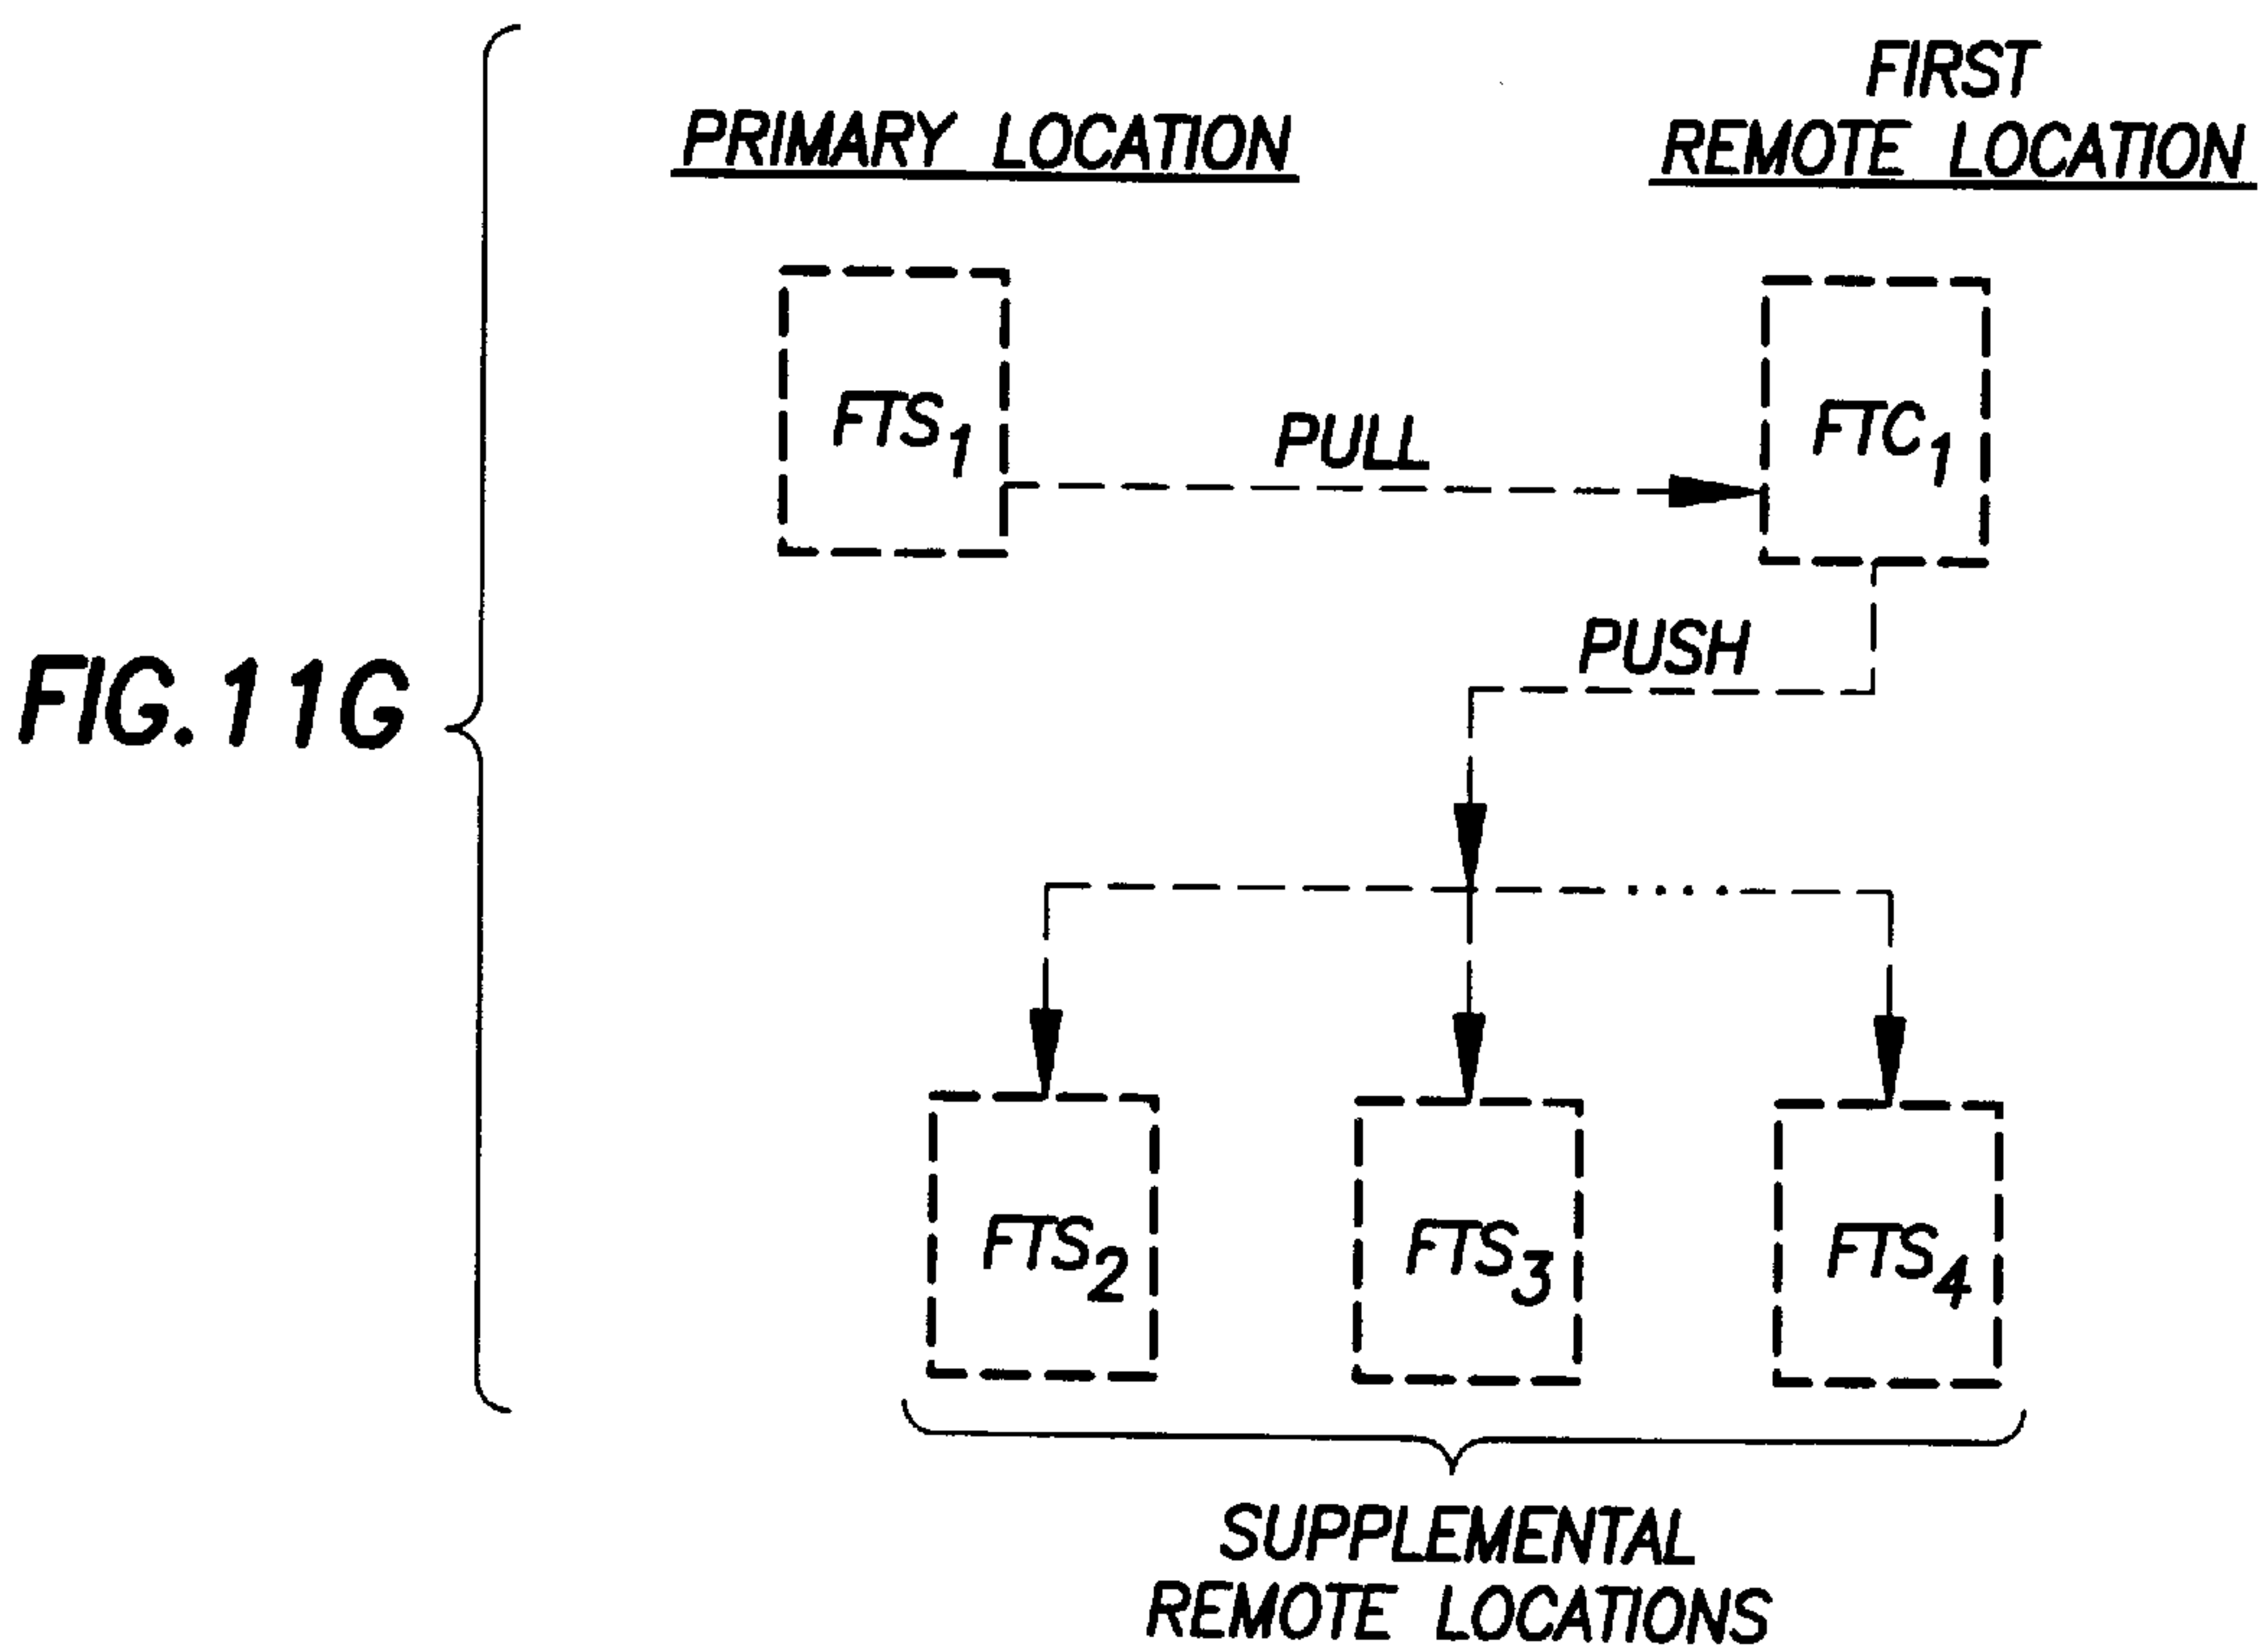 PRIMARY LOCATION
FIRST
REMOTE LOCATION
FTS1
PULL
FTC1
PUSH
FIG. 11G
FTS2
FTS3
FTS4
SUPPLEMENTAL
REMOTE LOCATIONS